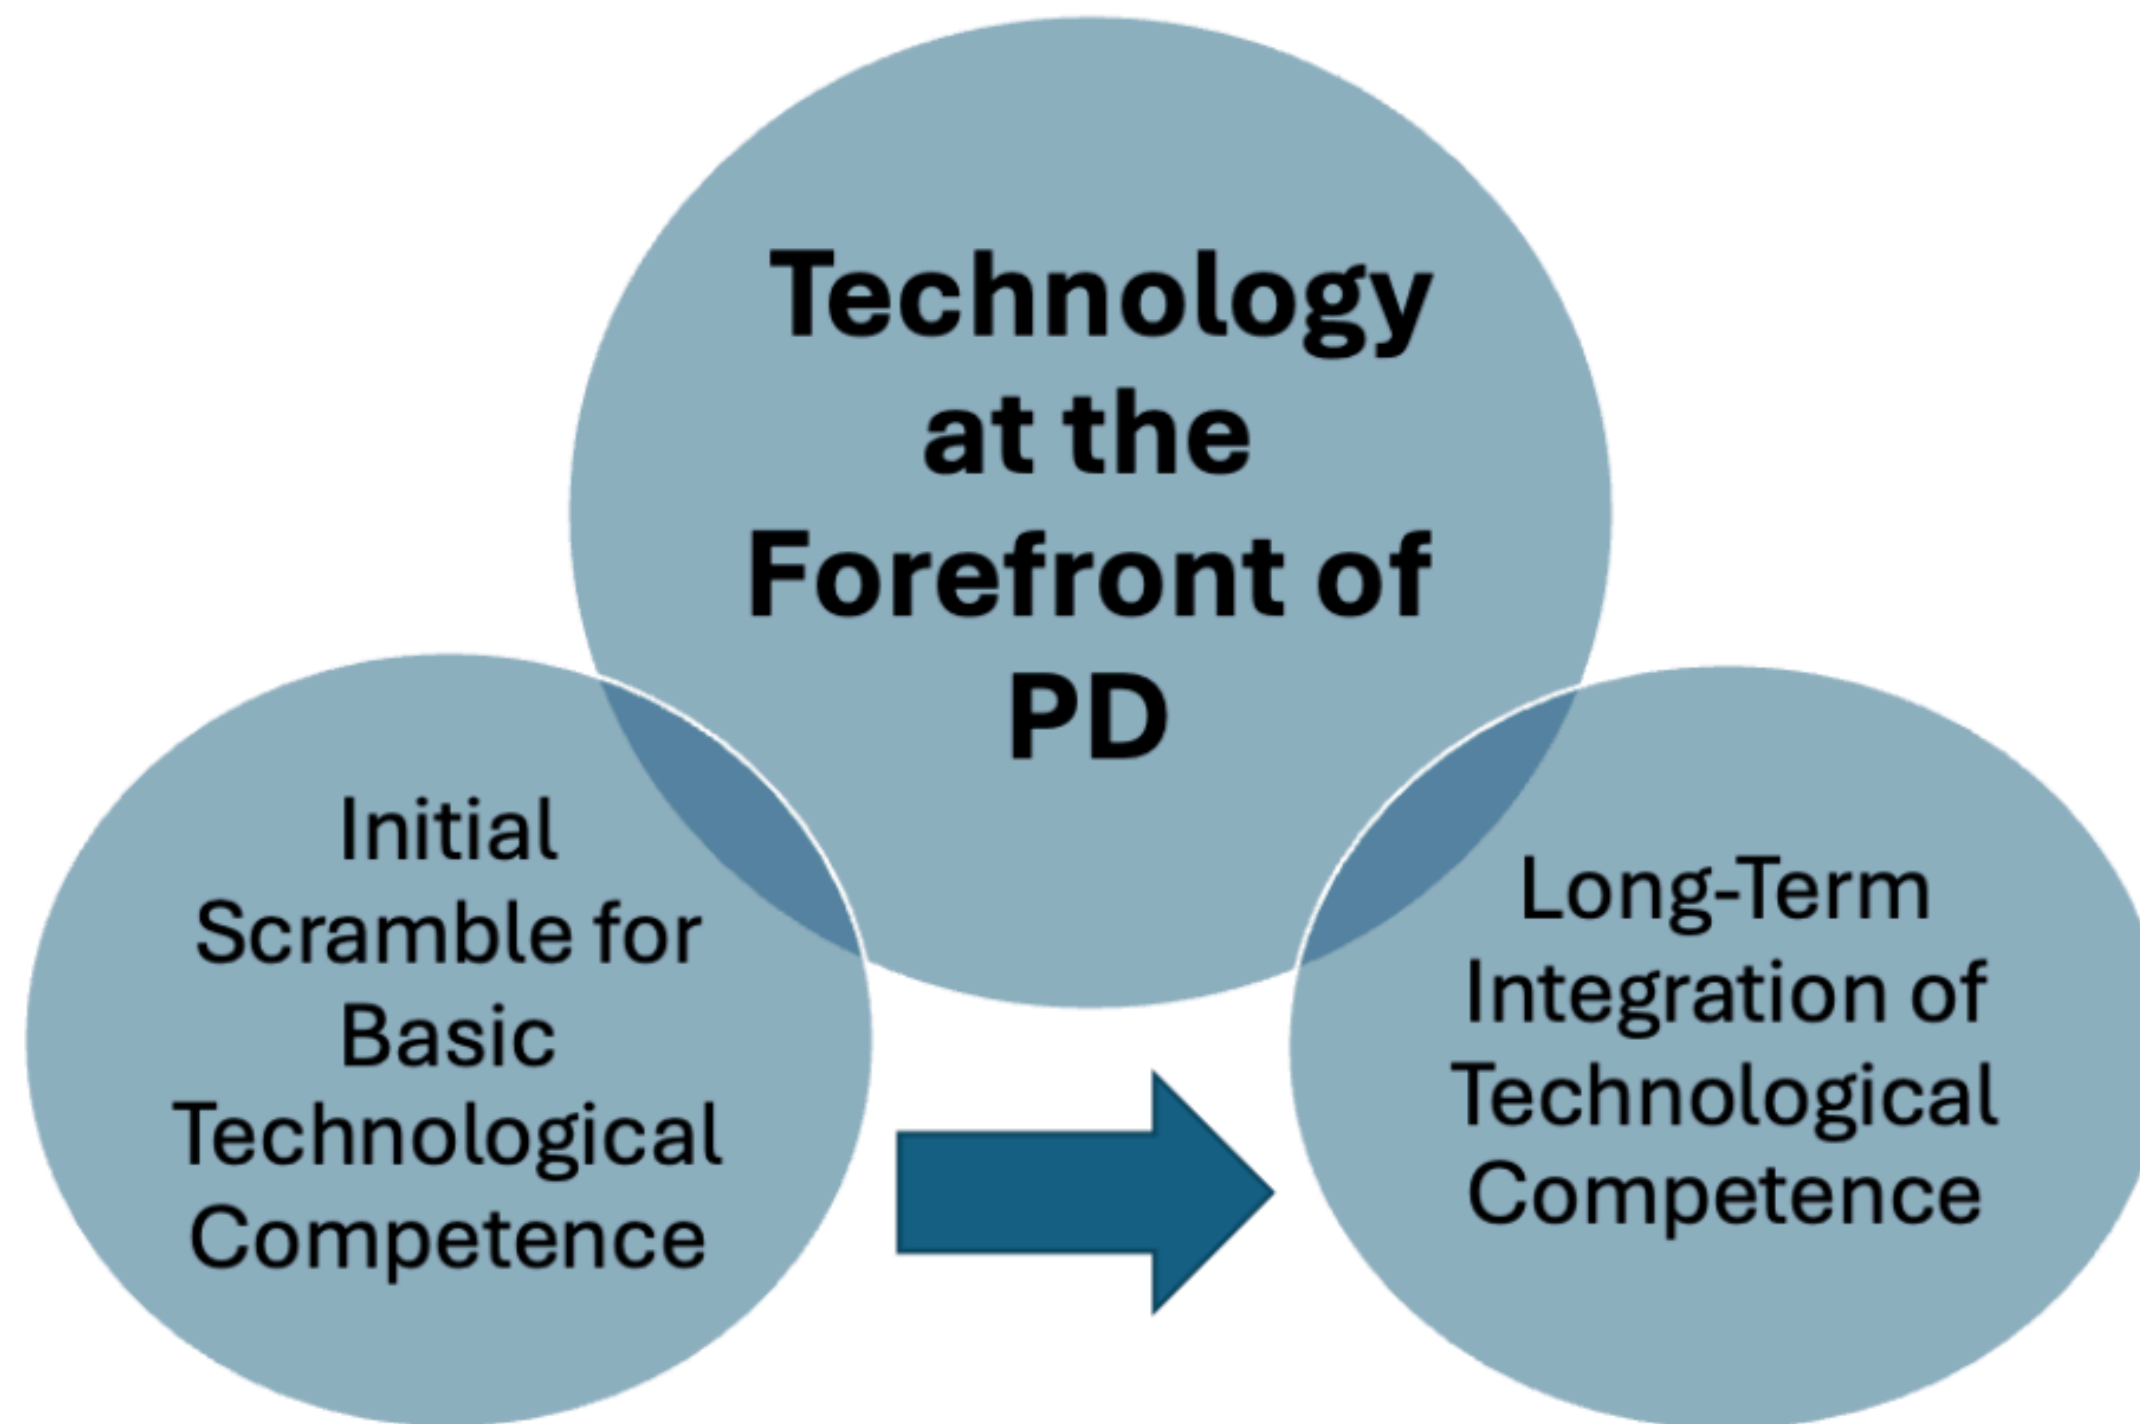 Technology
at the
Forefront of
PD
Initial
Scramble for
Basic
Technological
Competence
Long-Term
Integration of
Technological
Competence